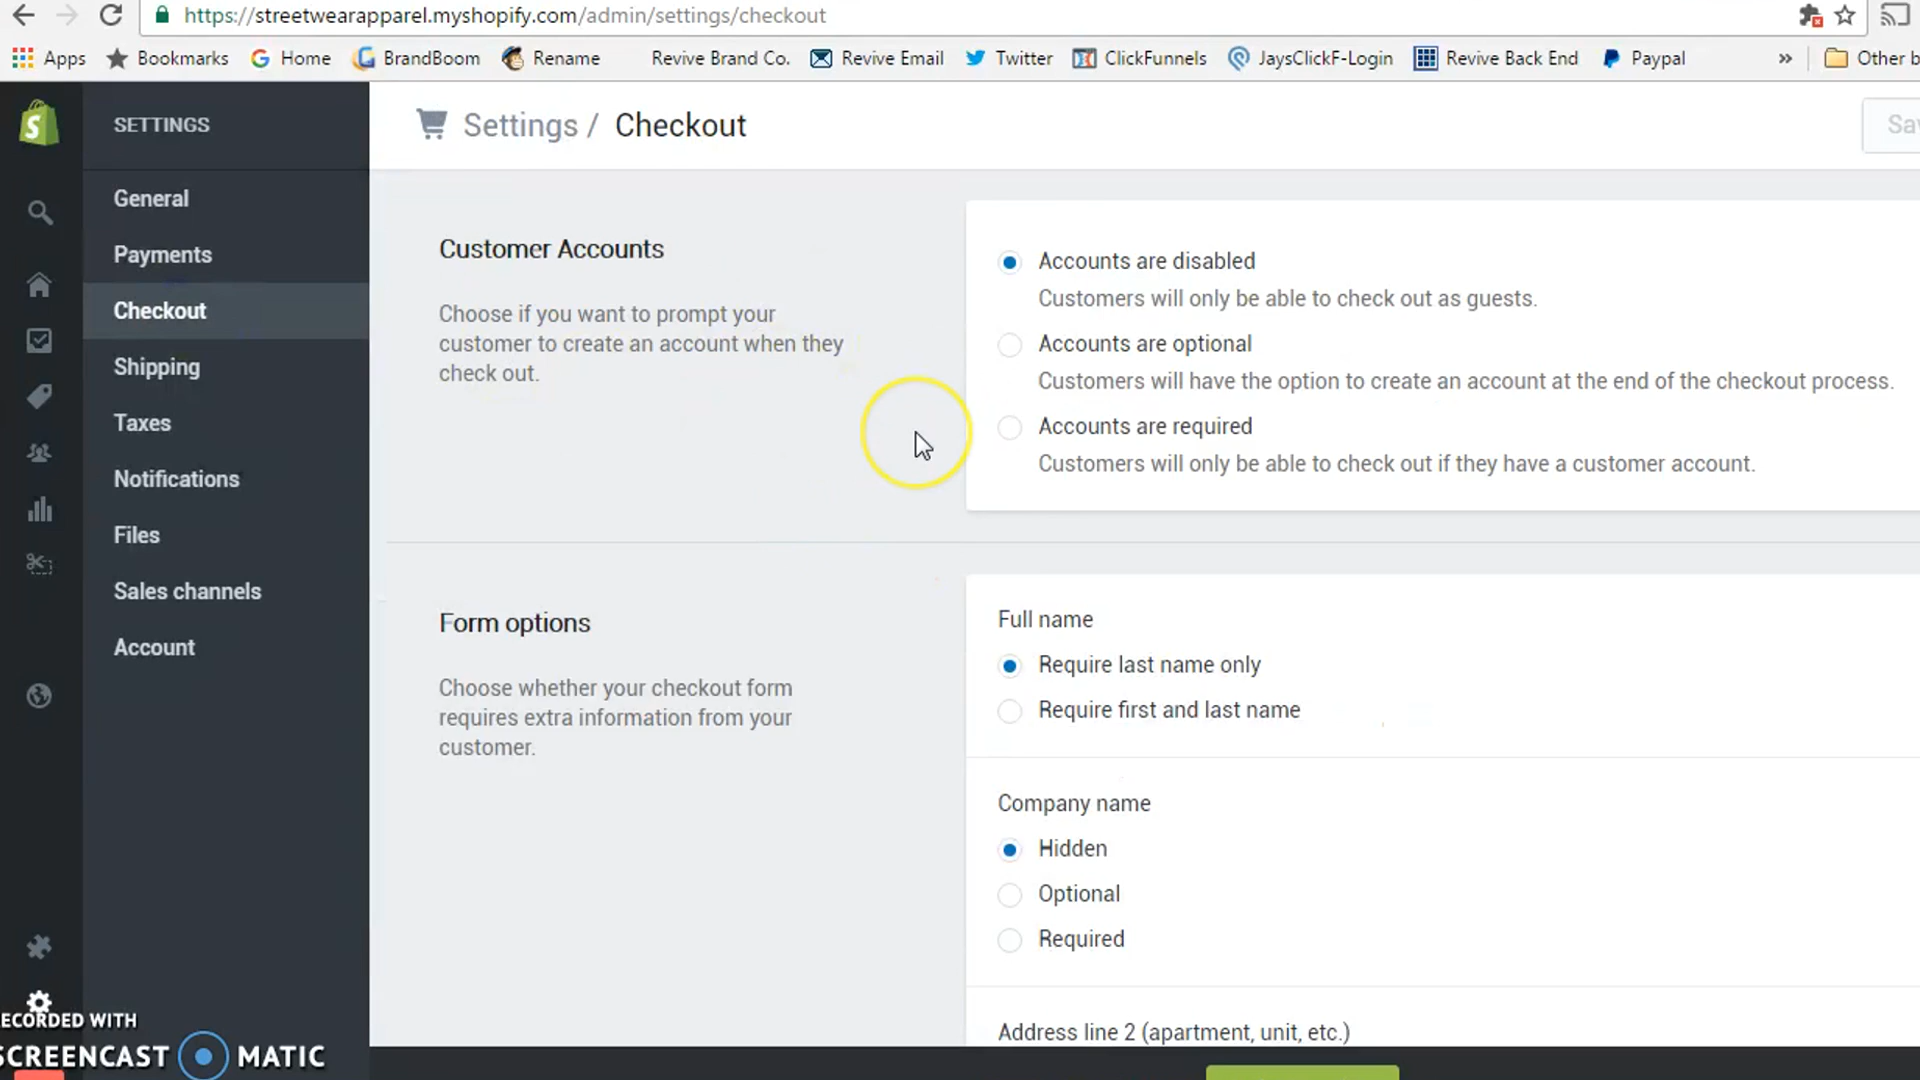 https://streetwearapparel.myshopify.com/admin/settings/checkout
Apps Bookmarks Home BrandBoom Rename Revive Brand Co. Revive Email Twitter ClickFunnels JaysClickF-Login Revive Back End Paypal » Other b
SETTINGS
General
Payments
Checkout
Shipping
Taxes
Notifications
Files
Sales channels
Account
Settings / Checkout
Sav
Customer Accounts
Choose if you want to prompt your
customer to create an account when they
check out.
Accounts are disabled
Customers will only be able to check out as guests.
Accounts are optional
Customers will have the option to create an account at the end of the checkout process.
Accounts are required
Customers will only be able to check out if they have a customer account.
Form options
Choose whether your checkout form
requires extra information from your
customer.
Full name
Require last name only
Require first and last name
Company name
Hidden
Optional
Required
Address line 2 (apartment, unit, etc.)
ECORDED WITH
SCREENCAST MATIC